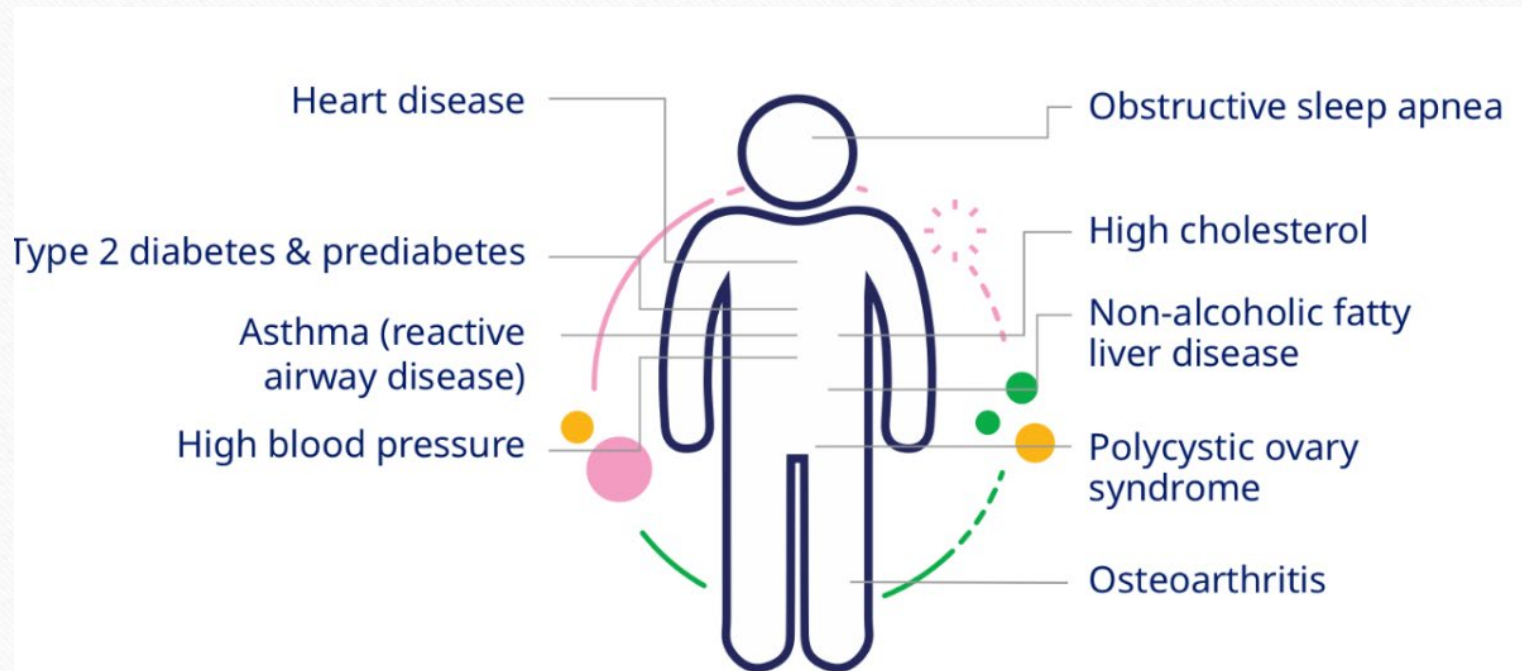 Heart disease
Type 2 diabetes & prediabetes
Asthma (reactive
airway disease)
High blood pressure
Obstructive sleep apnea
High cholesterol
Non-alcoholic fatty
liver disease
Polycystic ovary
syndrome
Osteoarthritis